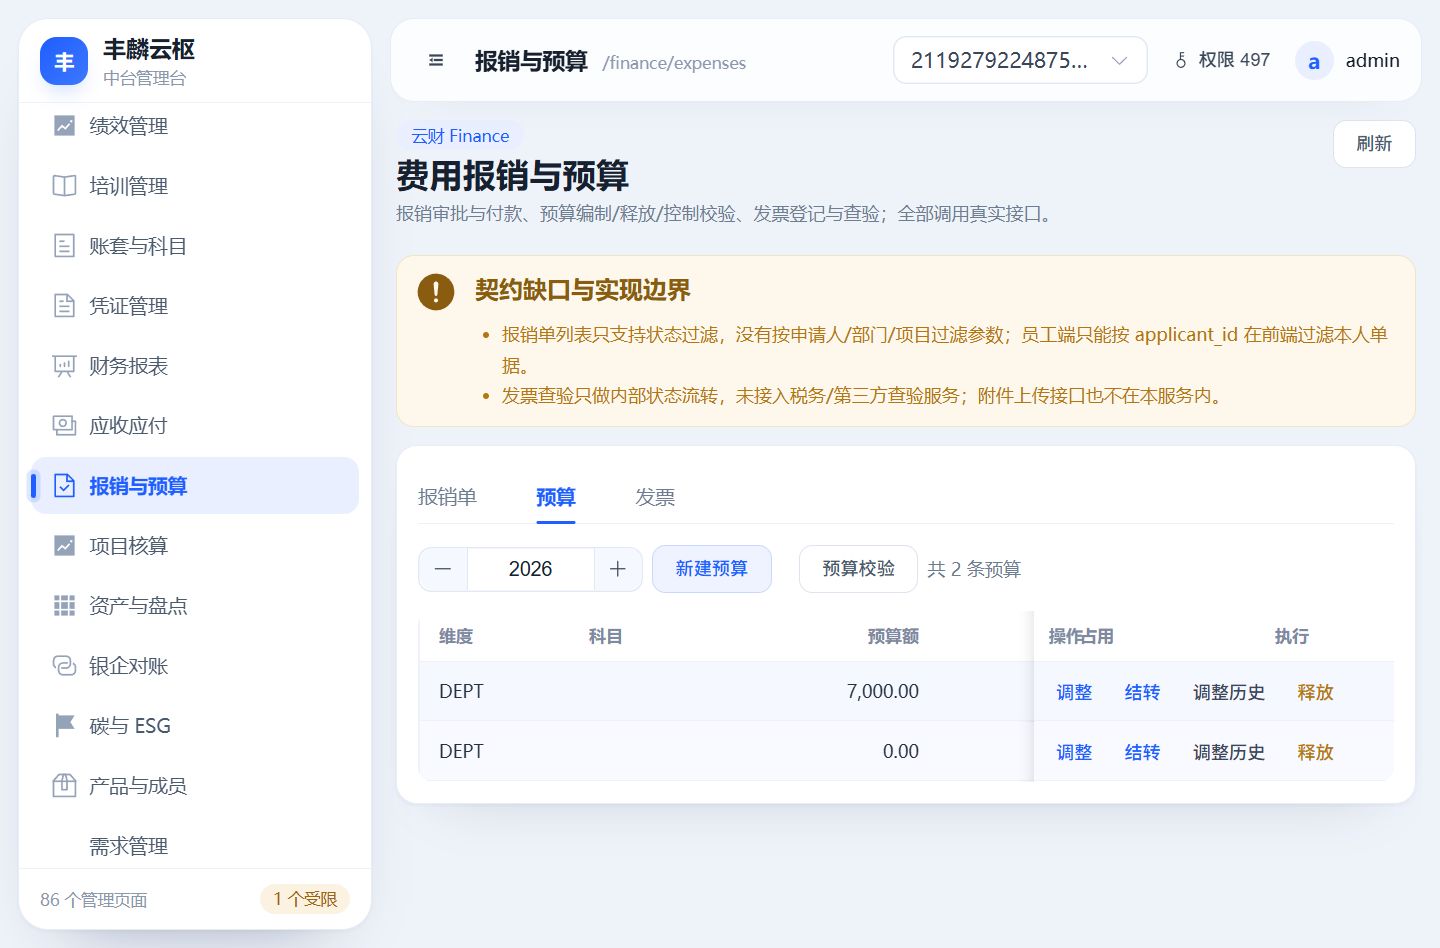 丰
丰麟云枢
中台管理台
绩效管理
培训管理
账套与科目
凭证管理
财务报表
应收应付
报销与预算
项目核算
资产与盘点
银企对账
碳与 ESG
产品与成员
需求管理
86 个管理页面
1 个受限
报销与预算
/finance/expenses
2119279224875...
权限 497
a
admin
云财 Finance
刷新
费用报销与预算
报销审批与付款、预算编制/释放/控制校验、发票登记与查验；全部调用真实接口。
契约缺口与实现边界
• 报销单列表只支持状态过滤，没有按申请人/部门/项目过滤参数；员工端只能按 applicant_id 在前端过滤本人单
据。
• 发票查验只做内部状态流转，未接入税务/第三方查验服务；附件上传接口也不在本服务内。
报销单 预算 发票
— 2026 + 新建预算 预算校验 共 2 条预算
维度 科目 预算额 操作占用 执行
DEPT 7,000.00 调整 结转 调整历史 释放
DEPT 0.00 调整 结转 调整历史 释放